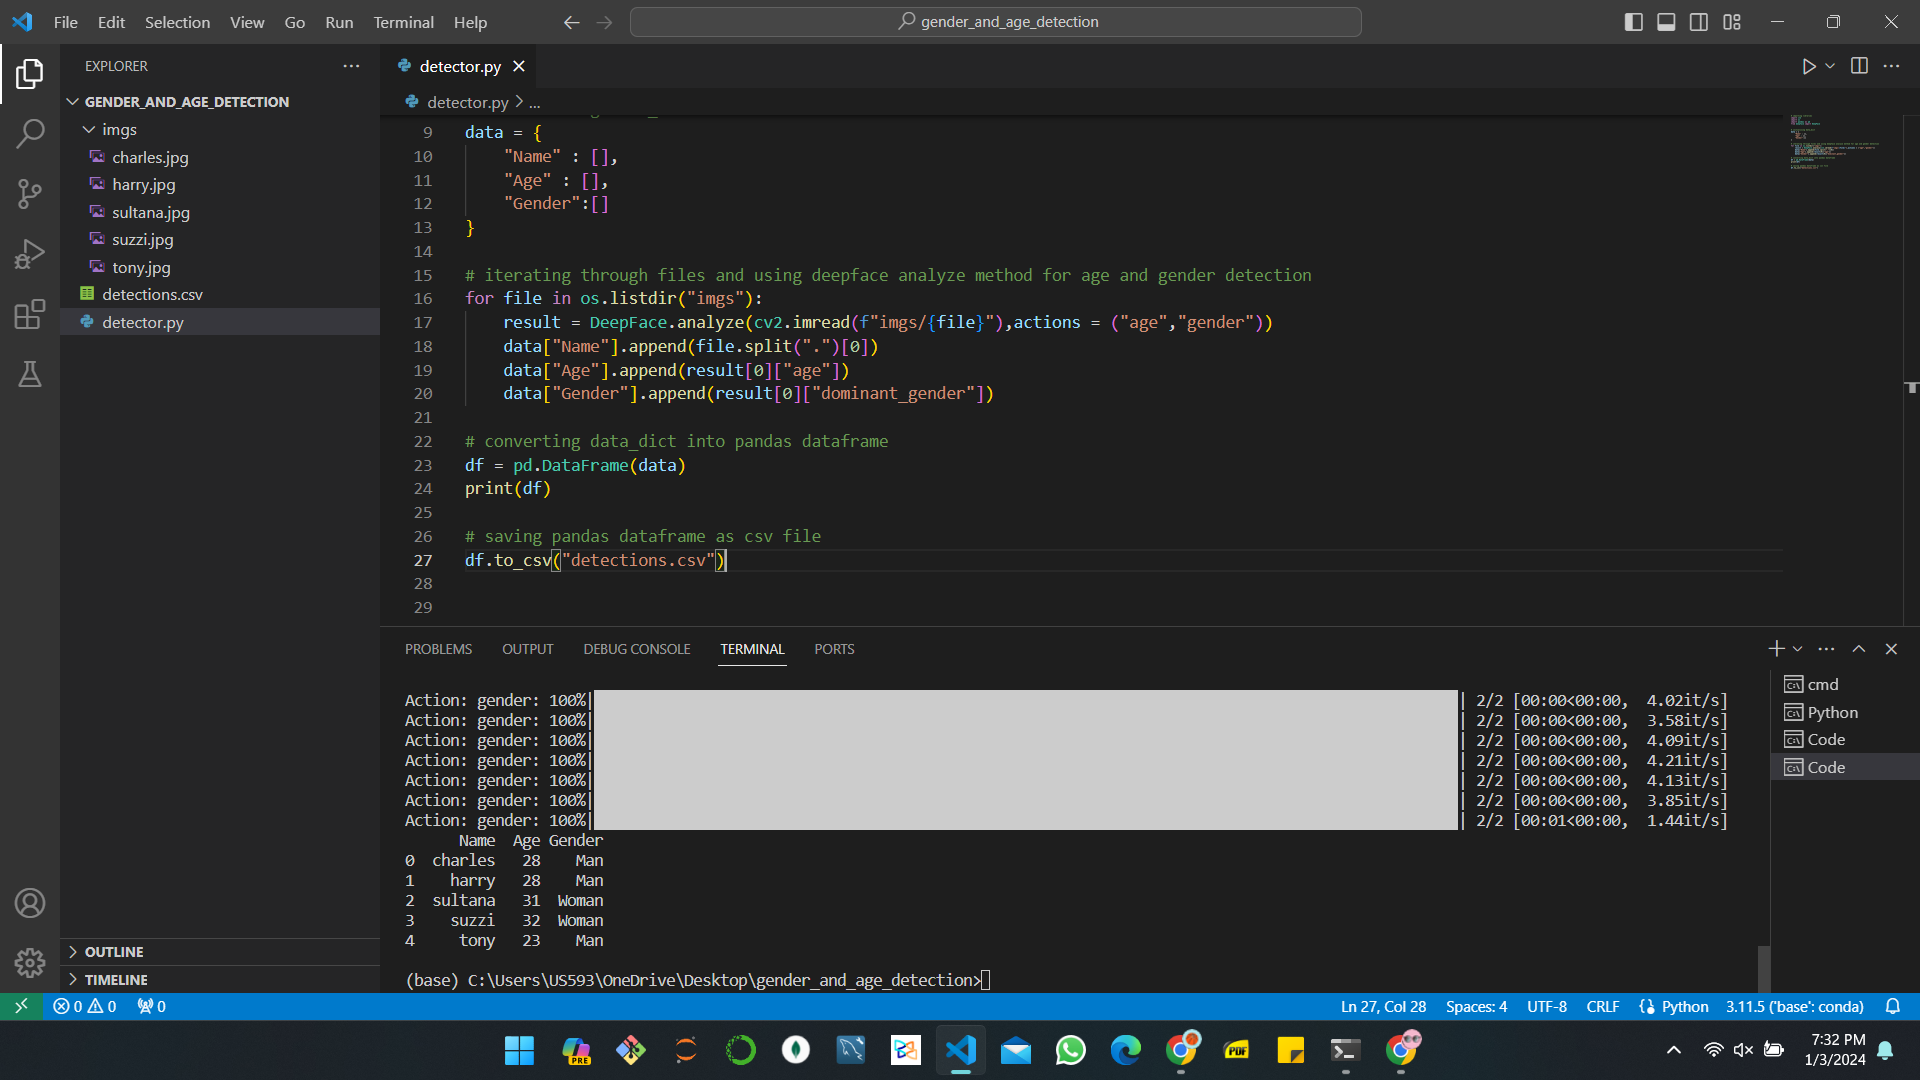 File Edit Selection View Go Run Terminal Help
gender_and_age_detection
EXPLORER
GENDER_AND_AGE_DETECTION
imgs
charles.jpg
harry.jpg
sultana.jpg
suzzi.jpg
tony.jpg
detections.csv
detector.py
OUTLINE
TIMELINE
detector.py
detector.py > ...
9 data = {
10 "Name" : [],
11 "Age" : [],
12 "Gender":[]
13 }
14
15 # iterating through files and using deepface analyze method for age and gender detection
16 for file in os.listdir("imgs"):
17 result = DeepFace.analyze(cv2.imread(f"imgs/{file}"),actions = ("age","gender"))
18 data["Name"].append(file.split(".")[0])
19 data["Age"].append(result[0]["age"])
20 data["Gender"].append(result[0]["dominant_gender"])
21
22 # converting data_dict into pandas dataframe
23 df = pd.DataFrame(data)
24 print(df)
25
26 # saving pandas dataframe as csv file
27 df.to_csv("detections.csv")
28
29
PROBLEMS OUTPUT DEBUG CONSOLE TERMINAL PORTS
Action: gender: 100%| | 2/2 [00:00<00:00, 4.02it/s]
Action: gender: 100%| | 2/2 [00:00<00:00, 3.58it/s]
Action: gender: 100%| | 2/2 [00:00<00:00, 4.09it/s]
Action: gender: 100%| | 2/2 [00:00<00:00, 4.21it/s]
Action: gender: 100%| | 2/2 [00:00<00:00, 4.13it/s]
Action: gender: 100%| | 2/2 [00:00<00:00, 3.85it/s]
Action: gender: 100%| | 2/2 [00:01<00:00, 1.44it/s]
Name Age Gender
0 charles 28 Man
1 harry 28 Man
2 sultana 31 Woman
3 suzzi 32 Woman
4 tony 23 Man
(base) C:\Users\US593\OneDrive\Desktop\gender_and_age_detection>
cmd
Python
Code
Code
0 0 0
Ln 27, Col 28 Spaces: 4 UTF-8 CRLF Python 3.11.5 ('base': conda)
PRE
PDF
7:32 PM
1/3/2024